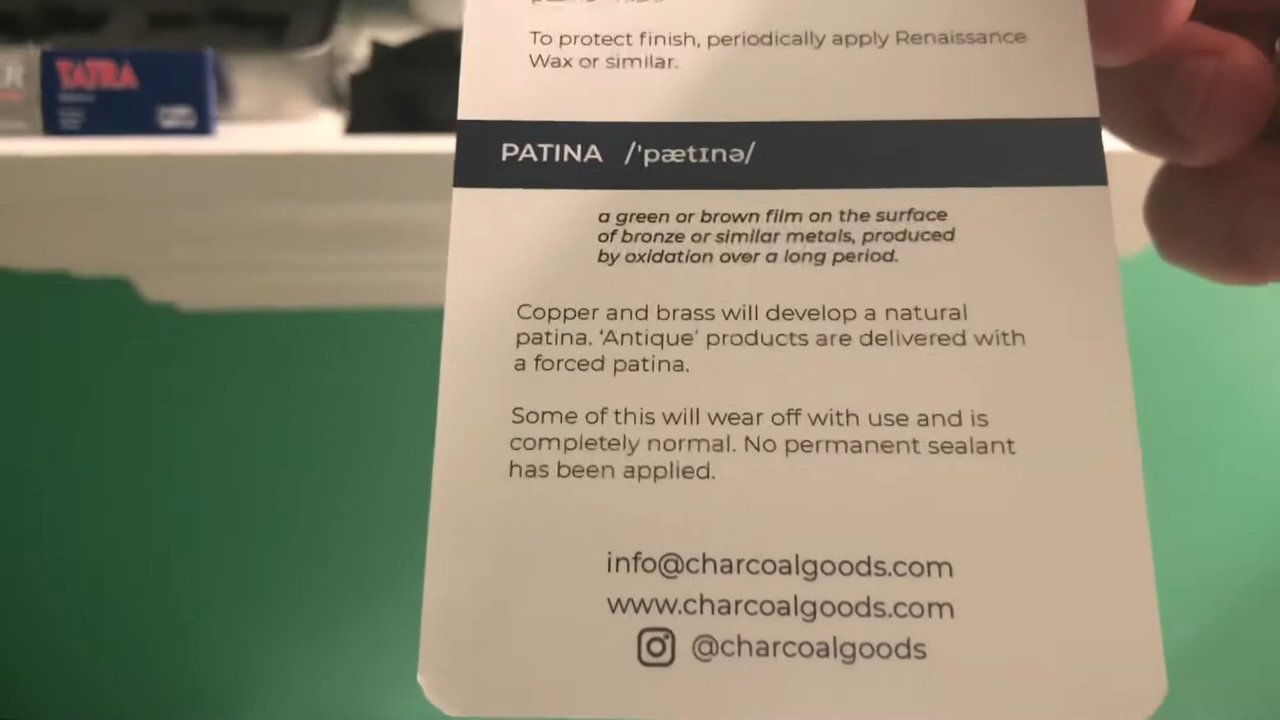 To protect finish, periodically apply Renaissance
Wax or similar.
PATINA /'pætɪnə/
a green or brown film on the surface
of bronze or similar metals, produced
by oxidation over a long period.
Copper and brass will develop a natural
patina. 'Antique' products are delivered with
a forced patina.
Some of this will wear off with use and is
completely normal. No permanent sealant
has been applied.
info@charcoalgoods.com
www.charcoalgoods.com
@charcoalgoods
TATRA